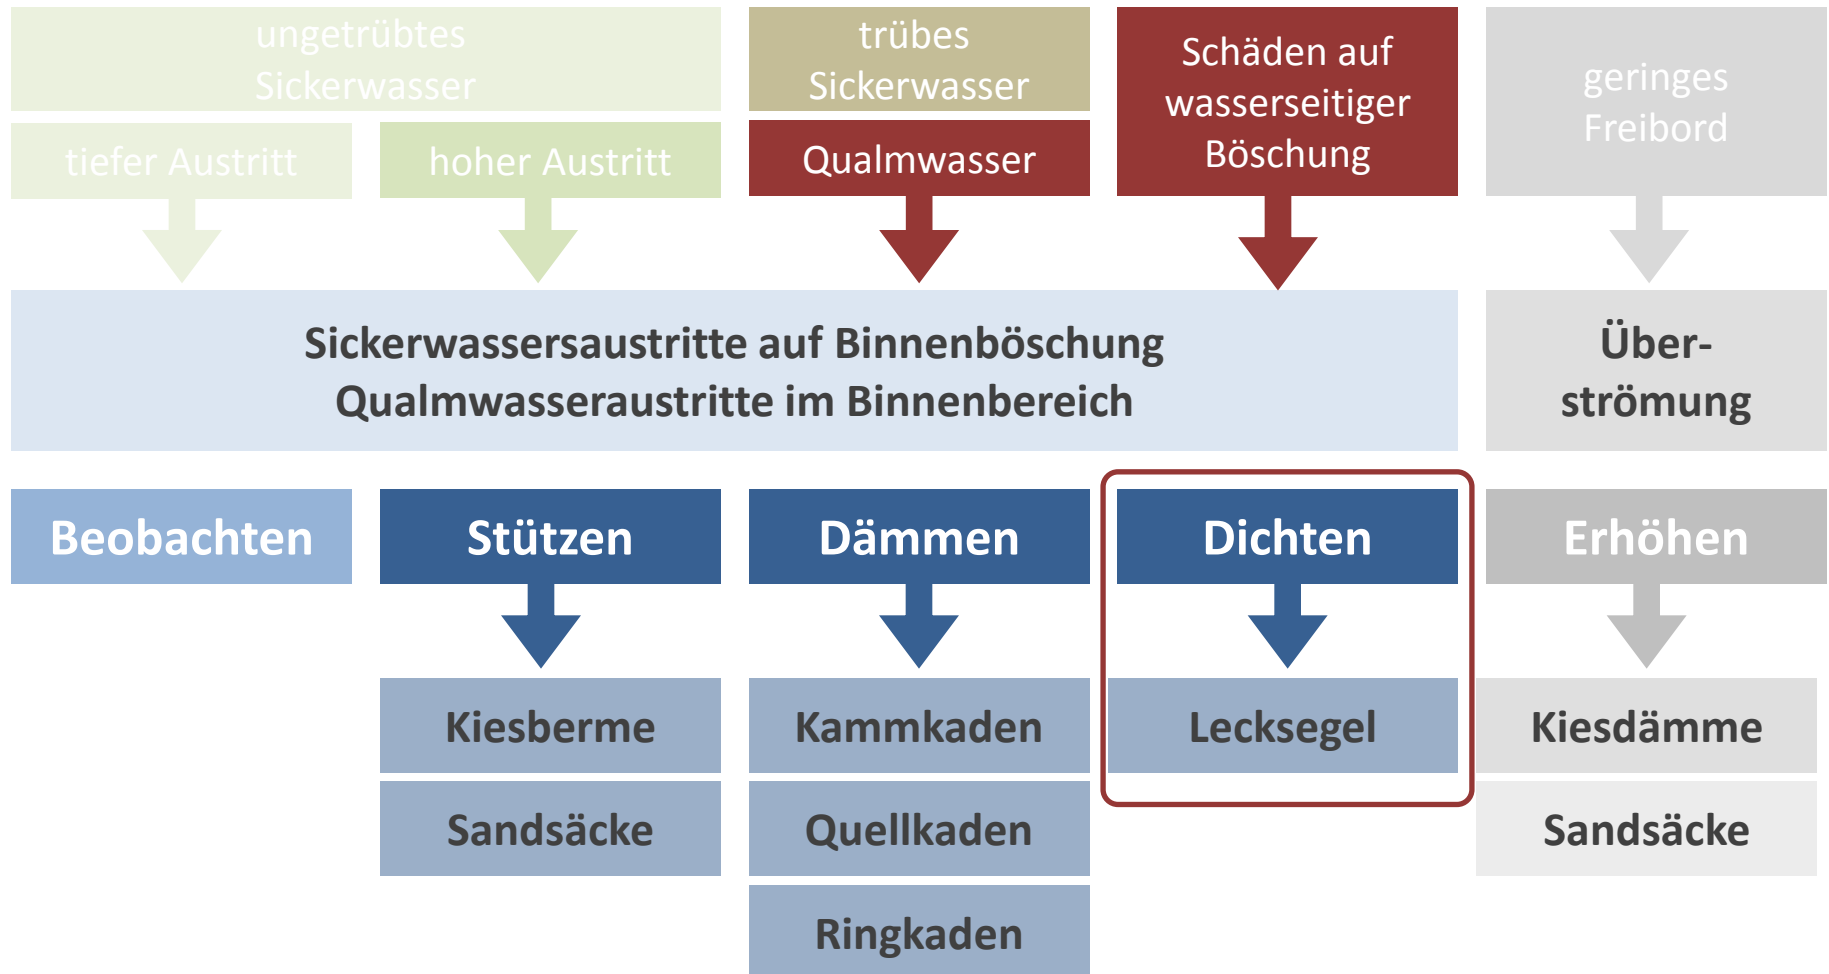 ungetrübtes
Sickerwasser
tiefer Austritt
hoher Austritt
trübes
Sickerwasser
Qualmwasser
Schäden auf
wasserseitiger
Böschung
geringes
Freibord
Sickerwassersaustritte auf Binnenböschung
Qualmwasseraustritte im Binnenbereich
Über-
strömung
Beobachten
Stützen
Dämmen
Dichten
Erhöhen
Kiesberme
Kammkaden
Lecksegel
Kiesdämme
Sandsäcke
Quellkaden
Sandsäcke
Ringkaden